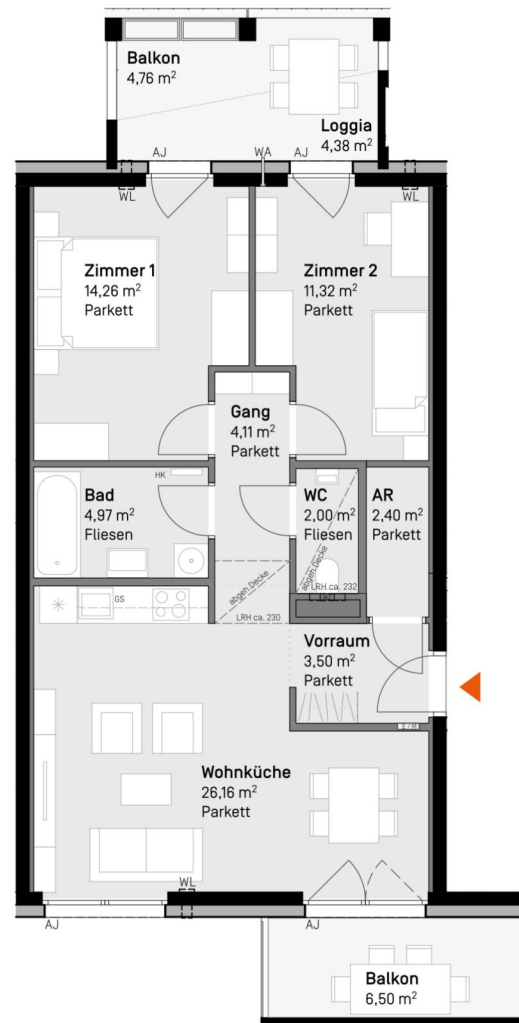 Balkon
4,76 m²
Loggia
4,38 m²
AJ
WA
AJ
WL
WL
Zimmer 1
14,26 m²
Parkett
Zimmer 2
11,32 m²
Parkett
Gang
4,11 m²
Parkett
HK
Bad
4,97 m²
Fliesen
WC
2,00 m²
Fliesen
AR
2,40 m²
Parkett
abgeh.Decke
abgeh.Decke
LRH ca. 232
GS
LRH ca. 230
Vorraum
3,50 m²
Parkett
Wohnküche
26,16 m²
Parkett
WL
AJ
AJ
Balkon
6,50 m²